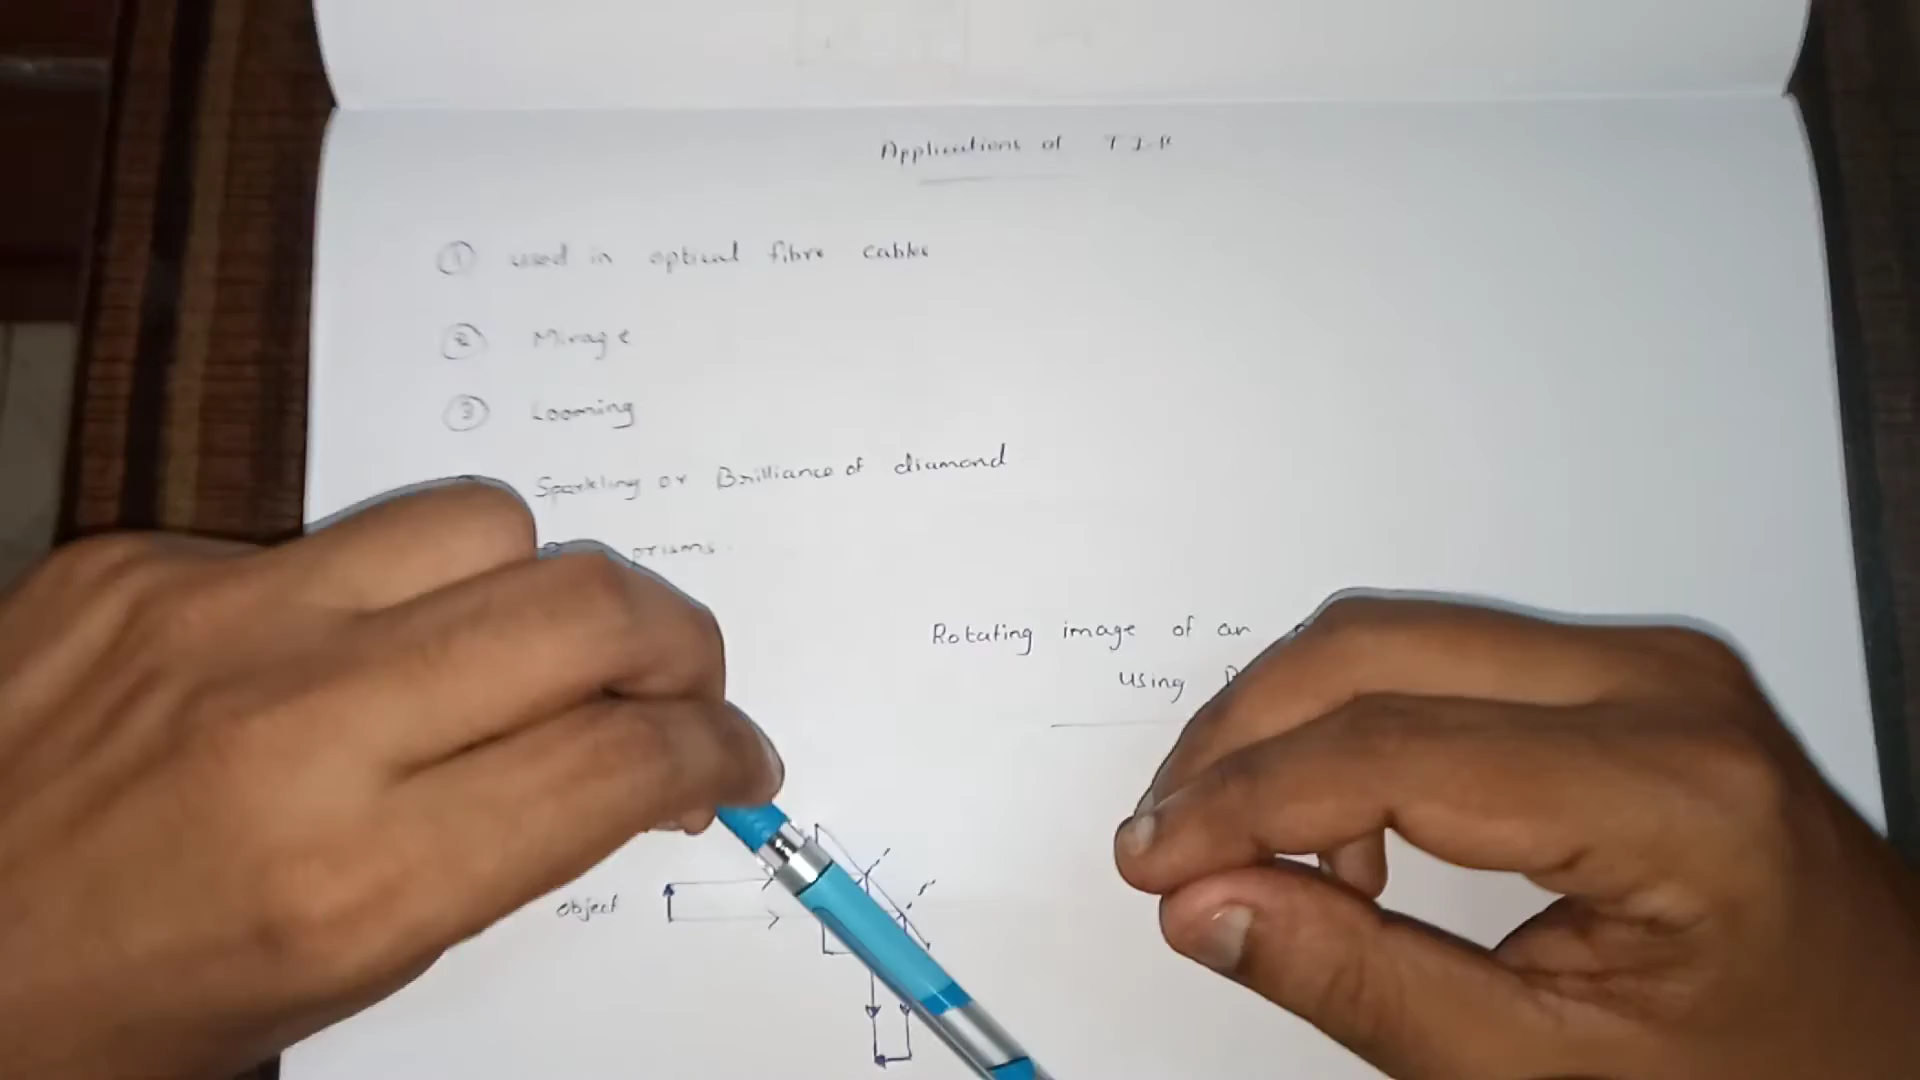 Applications of T.I.R
① used in optical fibre cables
② Mirage
③ Looming
Sparkling or Brilliance of diamond
prisms
Rotating image of an
using
object